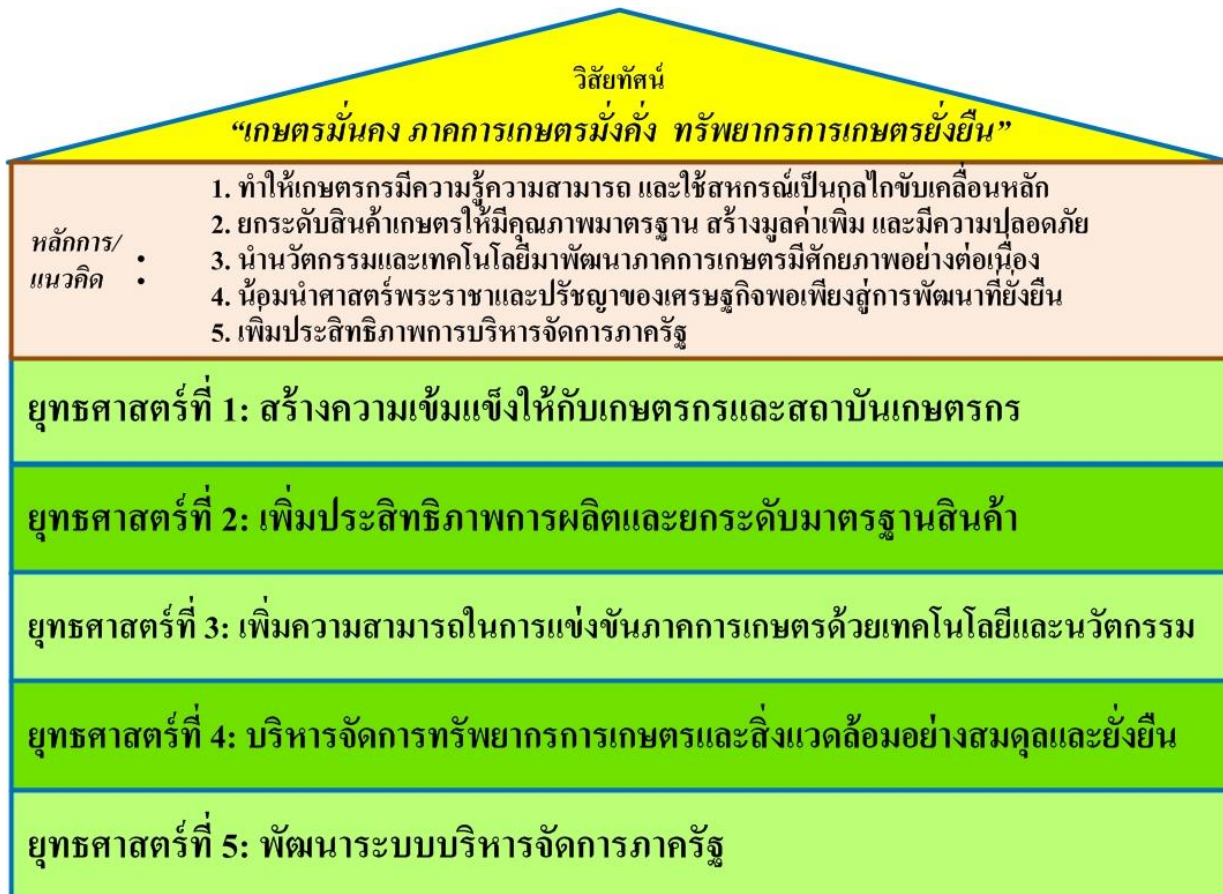 วิสัยทัศน์
“เกษตรมั่นคง ภาคการเกษตรมั่งคั่ง ทรัพยากรการเกษตรยั่งยืน”
หลักการ/
แนวคิด :
1. ทำให้เกษตรกรมีความรู้ความสามารถ และใช้สหกรณ์เป็นกลไกขับเคลื่อนหลัก
2. ยกระดับสินค้าเกษตรให้มีคุณภาพมาตรฐาน สร้างมูลค่าเพิ่ม และมีความปลอดภัย
3. นำนวัตกรรมและเทคโนโลยีมาพัฒนาภาคการเกษตรมีศักยภาพอย่างต่อเนื่อง
4. น้อมนำศาสตร์พระราชาและปรัชญาของเศรษฐกิจพอเพียงสู่การพัฒนาที่ยั่งยืน
5. เพิ่มประสิทธิภาพการบริหารจัดการภาครัฐ
ยุทธศาสตร์ที่ 1: สร้างความเข้มแข็งให้กับเกษตรกรและสถาบันเกษตรกร
ยุทธศาสตร์ที่ 2: เพิ่มประสิทธิภาพการผลิตและยกระดับมาตรฐานสินค้า
ยุทธศาสตร์ที่ 3: เพิ่มความสามารถในการแข่งขันภาคการเกษตรด้วยเทคโนโลยีและนวัตกรรม
ยุทธศาสตร์ที่ 4: บริหารจัดการทรัพยากรการเกษตรและสิ่งแวดล้อมอย่างสมดุลและยั่งยืน
ยุทธศาสตร์ที่ 5: พัฒนาระบบบริหารจัดการภาครัฐ